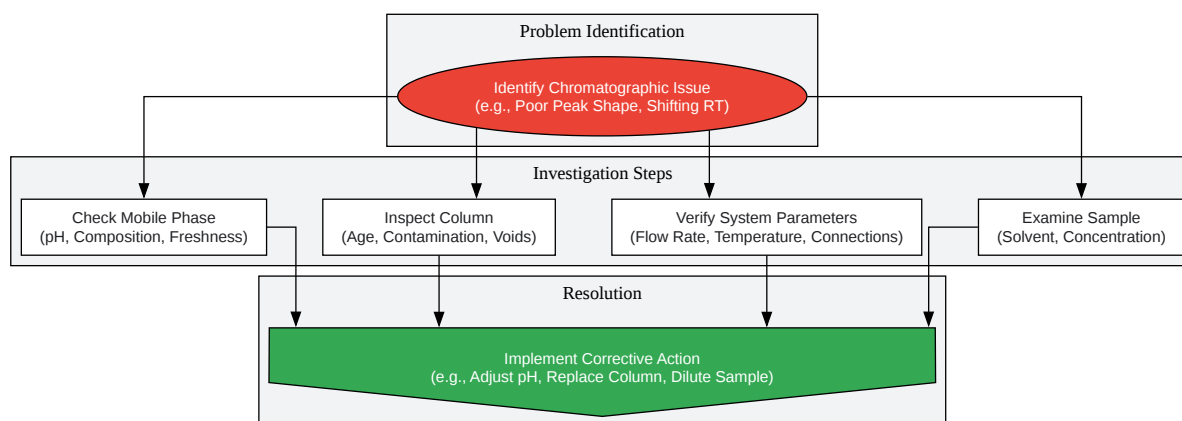 Problem Identification
Identify Chromatographic Issue
(e.g., Poor Peak Shape, Shifting RT)
Investigation Steps
Check Mobile Phase
(pH, Composition, Freshness)
Inspect Column
(Age, Contamination, Voids)
Verify System Parameters
(Flow Rate, Temperature, Connections)
Examine Sample
(Solvent, Concentration)
Resolution
Implement Corrective Action
(e.g., Adjust pH, Replace Column, Dilute Sample)